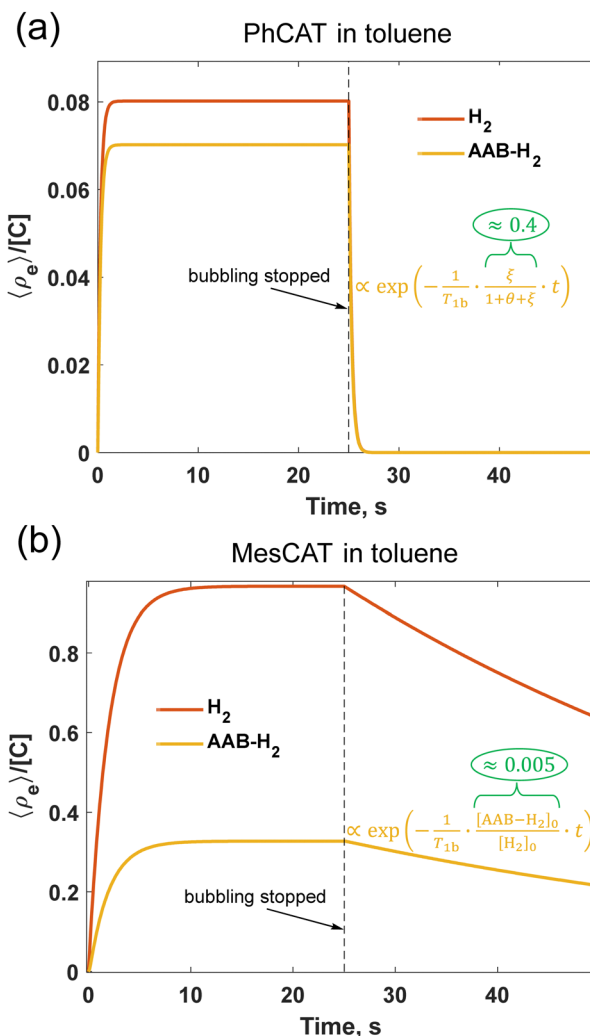 (a)
PhCAT in toluene
⟨ρe⟩/[C]
0.08
0.06
0.04
0.02
0
H2
AAB-H2
≈ 0.4
bubbling stopped
∝ exp(− 1/T1b · ξ/(1+θ+ξ) · t)
0 10 20 30 40
Time, s
(b)
MesCAT in toluene
⟨ρe⟩/[C]
0.8
0.6
0.4
0.2
0
H2
AAB-H2
≈ 0.005
∝ exp(− 1/T1b · [AAB−H2]0/[H2]0 · t)
bubbling stopped
0 10 20 30 40
Time, s